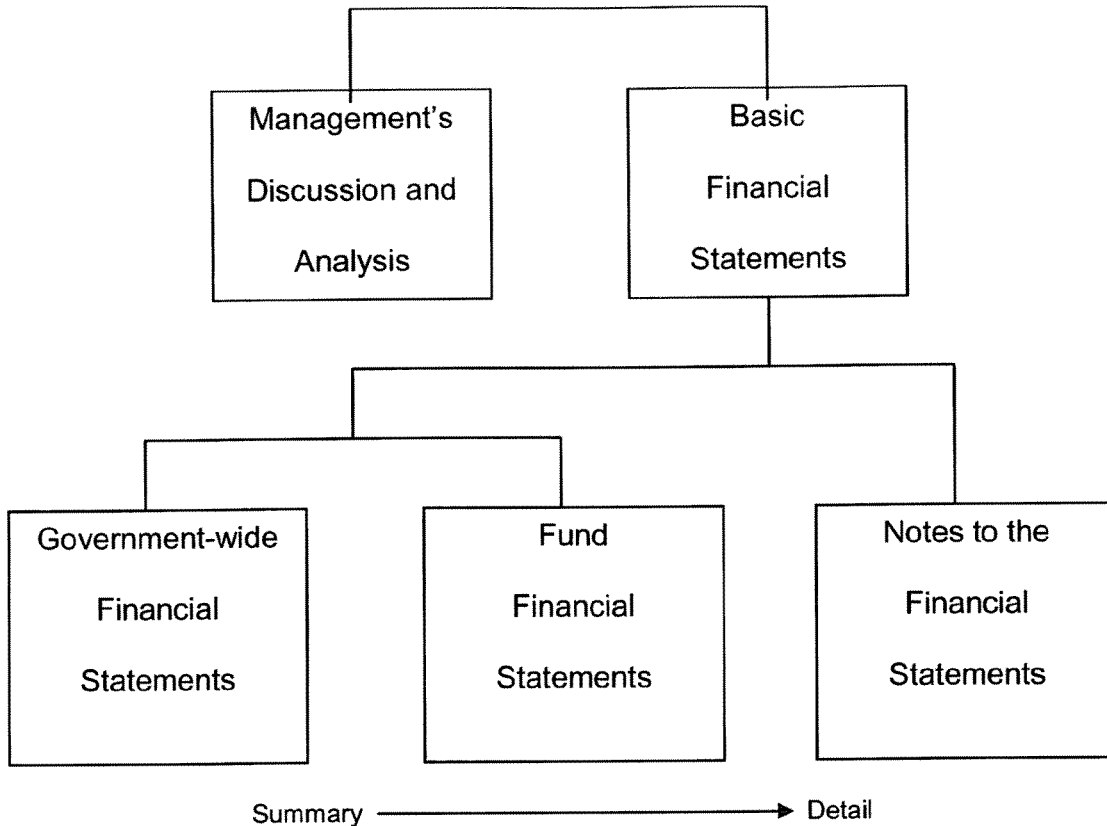 Management's
Discussion and
Analysis
Basic
Financial
Statements
Government-wide
Financial
Statements
Fund
Financial
Statements
Notes to the
Financial
Statements
Summary
Detail